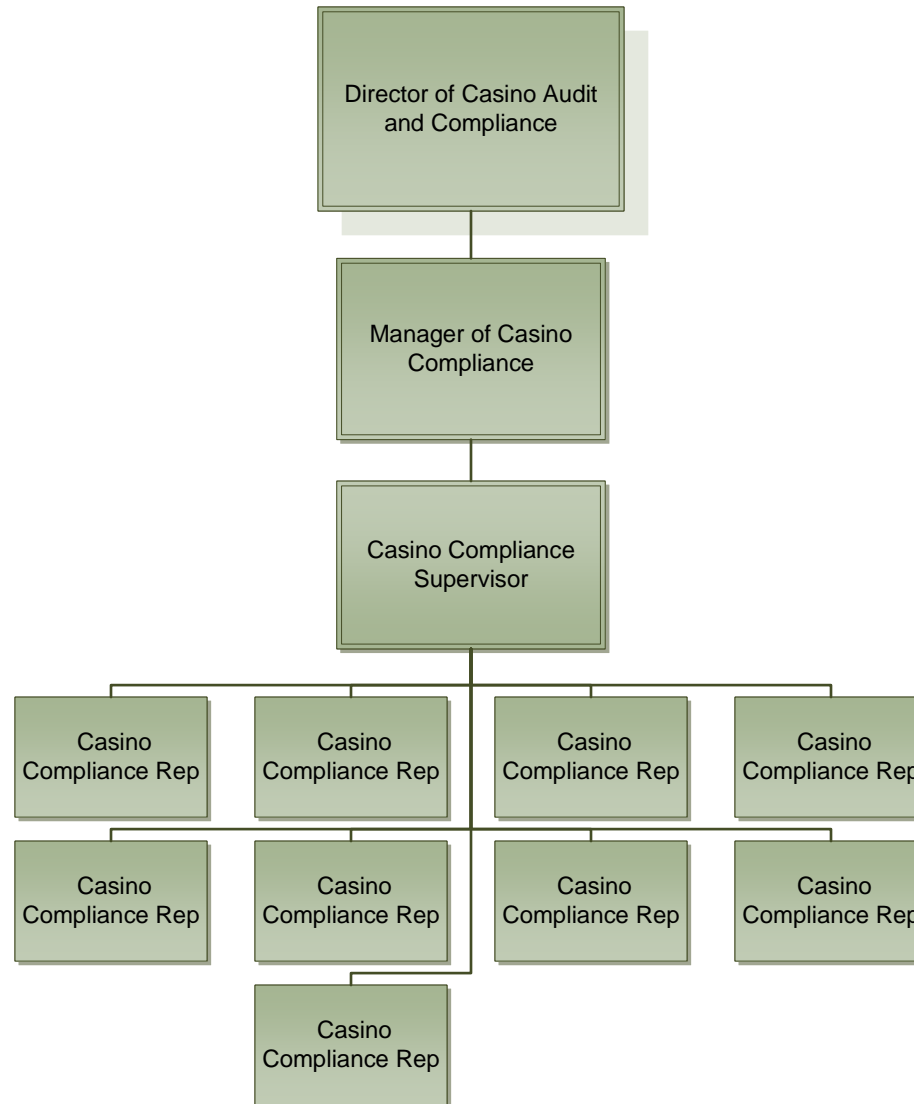 Director of Casino Audit
and Compliance
Manager of Casino
Compliance
Casino Compliance
Supervisor
Casino
Compliance Rep
Casino
Compliance Rep
Casino
Compliance Rep
Casino
Compliance Rep
Casino
Compliance Rep
Casino
Compliance Rep
Casino
Compliance Rep
Casino
Compliance Rep
Casino
Compliance Rep